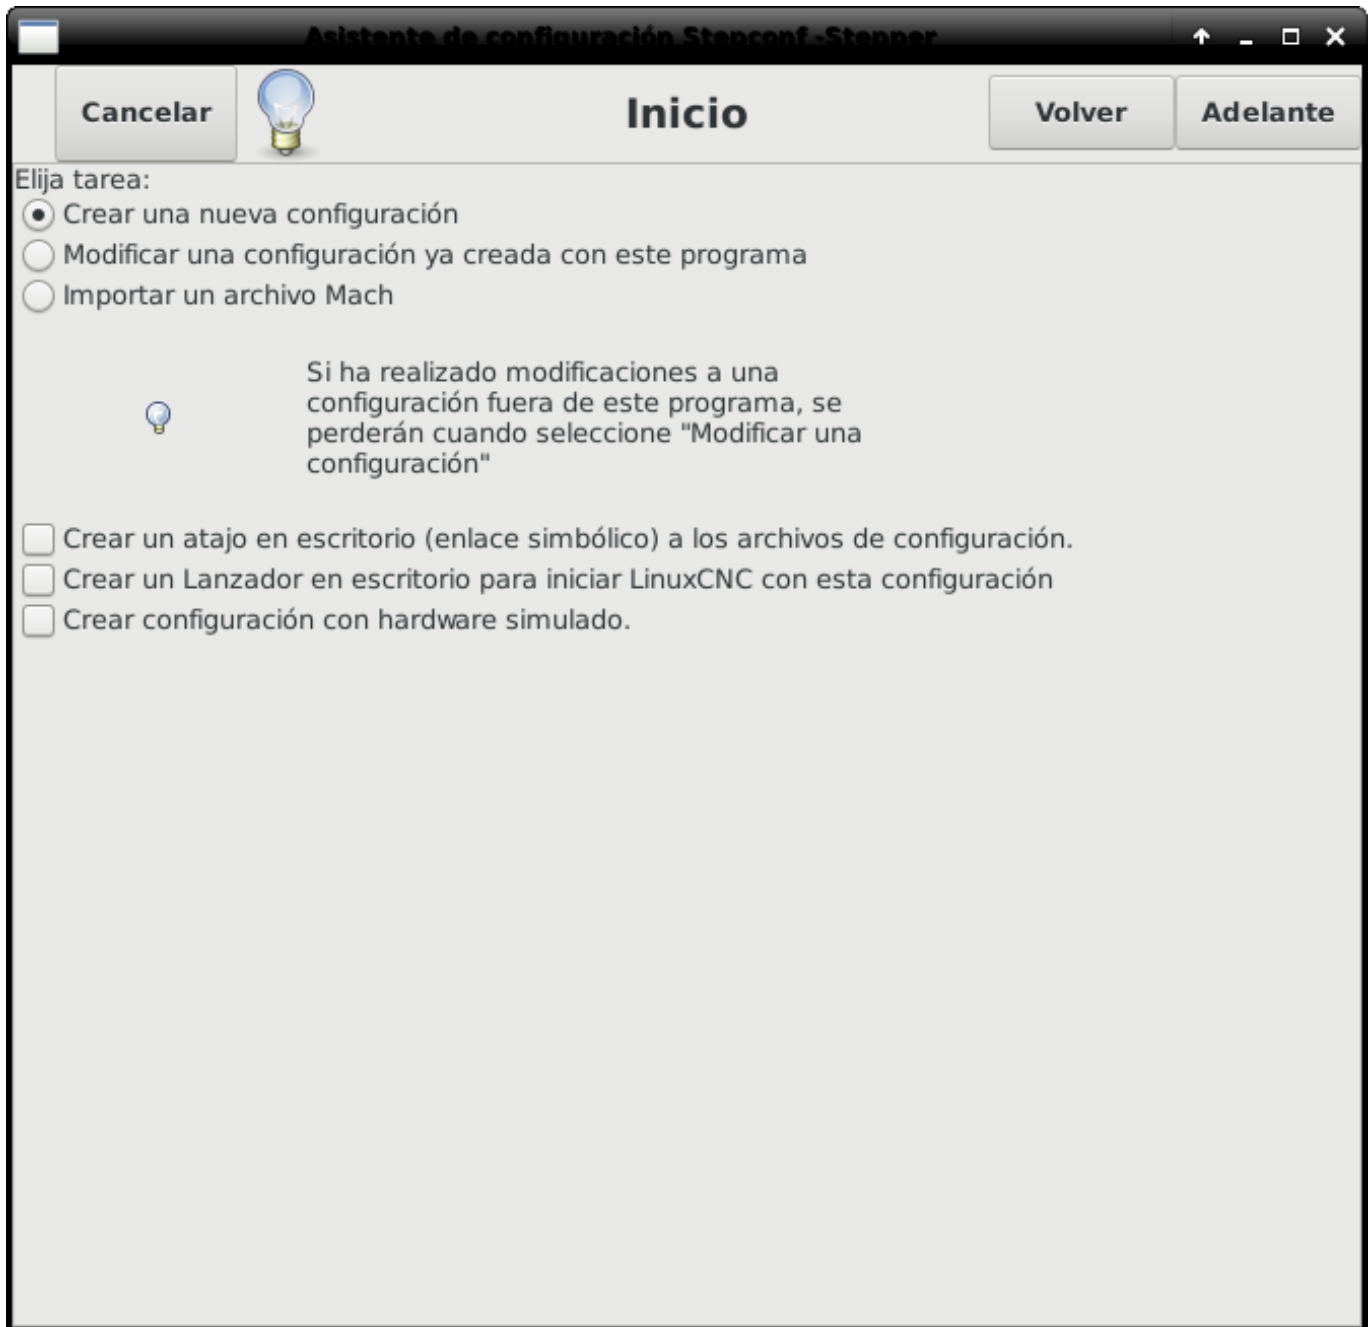 Asistente de configuración Stepconf -Stepper
Cancelar
Inicio
Volver
Adelante
Elija tarea:
Crear una nueva configuración
Modificar una configuración ya creada con este programa
Importar un archivo Mach
Si ha realizado modificaciones a una
configuración fuera de este programa, se
perderán cuando seleccione "Modificar una
configuración"
Crear un atajo en escritorio (enlace simbólico) a los archivos de configuración.
Crear un Lanzador en escritorio para iniciar LinuxCNC con esta configuración
Crear configuración con hardware simulado.